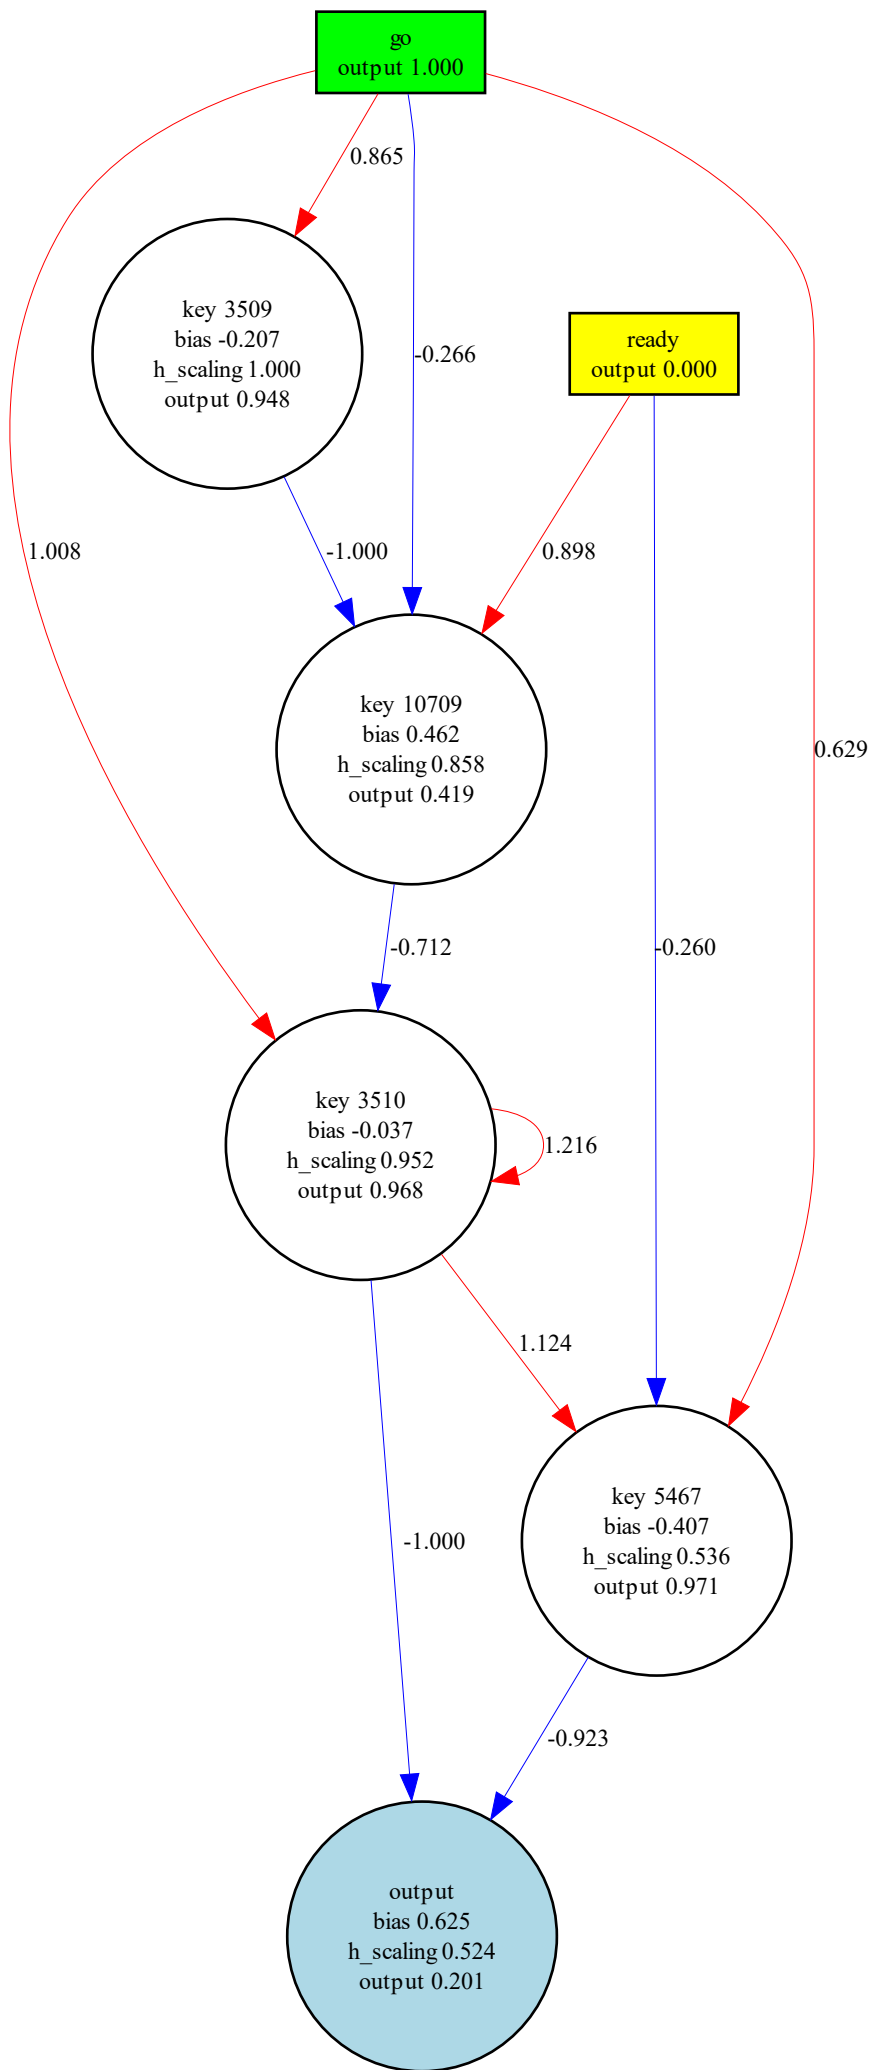 go
output 1.000
0.865
key 3509
bias -0.207
h_scaling 1.000
output 0.948
-0.266
ready
output 0.000
1.008
-1.000
0.898
key 10709
bias 0.462
h_scaling 0.858
output 0.419
0.629
-0.712
-0.260
key 3510
bias -0.037
h_scaling 0.952
output 0.968
1.216
1.124
key 5467
bias -0.407
h_scaling 0.536
output 0.971
-1.000
-0.923
output
bias 0.625
h_scaling 0.524
output 0.201